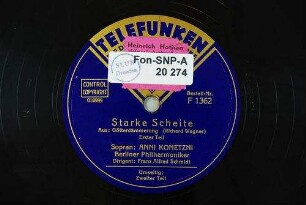 TELEFUNKEN
Heinrich Hothan
Fon-SNP-A
20 274
CONTROL
COPYRIGHT
Bestell-Nr.
F 1362
Starke Scheite
Aus: Götterdämmerung (Richard Wagner)
Erster Teil
Sopran: ANNI KONETZNI
Berliner Philharmoniker
Dirigent: Franz Alfred Schmidt
Umseitig:
Zweiter Teil